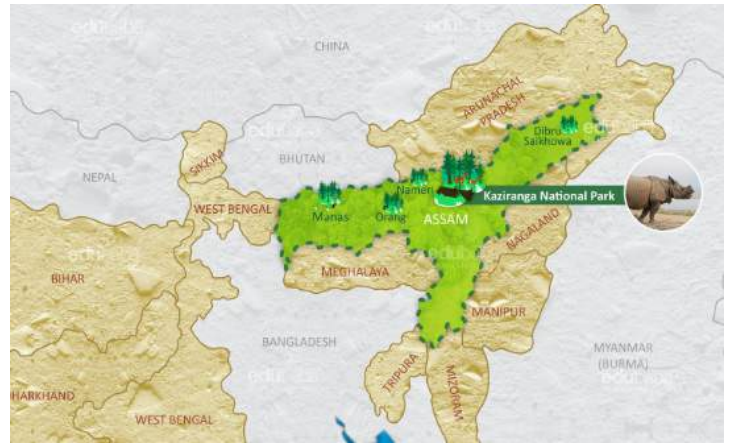 CHINA
ARUNACHAL
PRADESH
Dibru
Saikhowa
SIKKIM
BHUTAN
NEPAL
Nameri
Kaziranga National Park
WEST BENGAL
Manas
Orang
ASSAM
NAGALAND
BIHAR
MEGHALAYA
MANIPUR
BANGLADESH
MYANMAR
(BURMA)
TRIPURA
MIZORAM
HARKHAND
WEST BENGAL